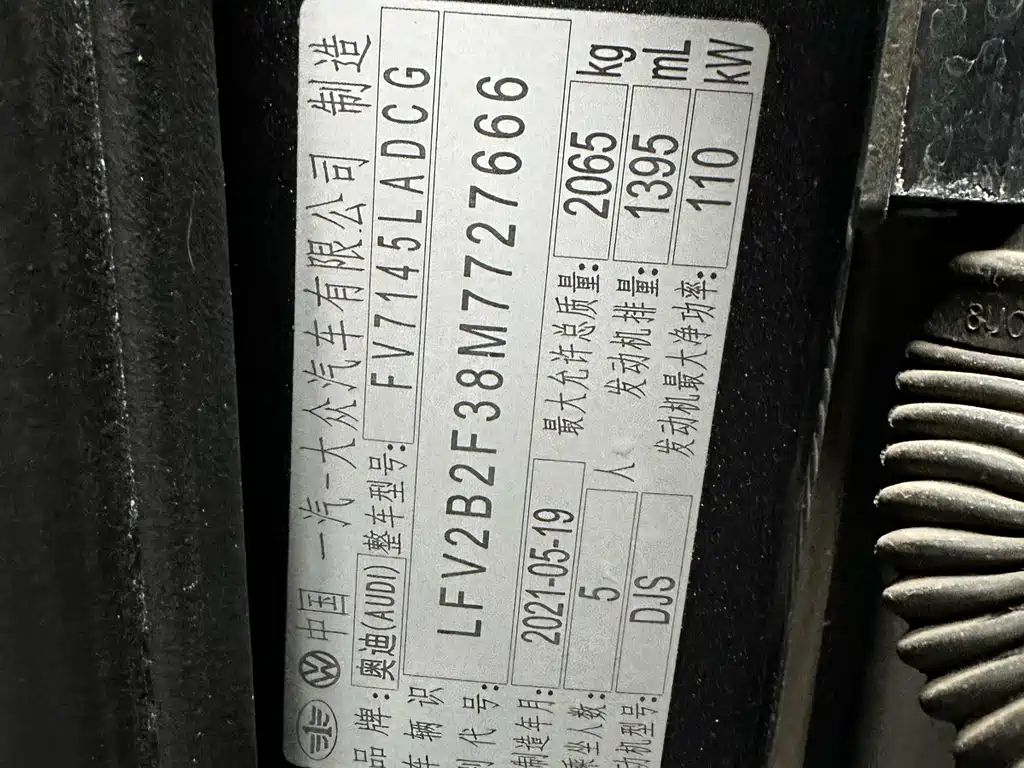 中国 一汽-大众汽车有限公司 制造
品牌: 奥迪(AUDI) 整车型号: FV7145LADCG
车辆识
别代号: LFV2B2F38M7727666
制造年月: 2021-05-19 最大允许总质量: 2065 kg
乘坐人数: 5 人 发动机排量: 1395 mL
动机型号: DJS 发动机最大净功率: 110 kW